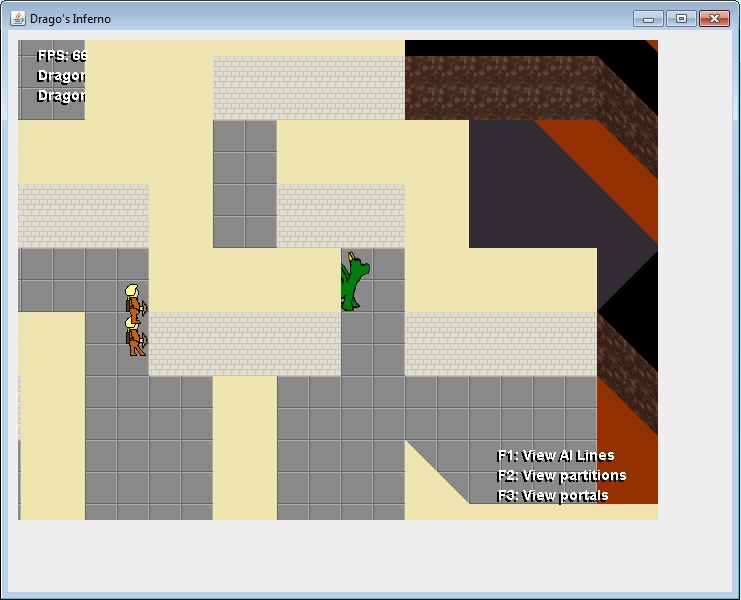 Drago's Inferno
FPS: 66
Dragon
Dragon
F1: View AI Lines
F2: View partitions
F3: View portals